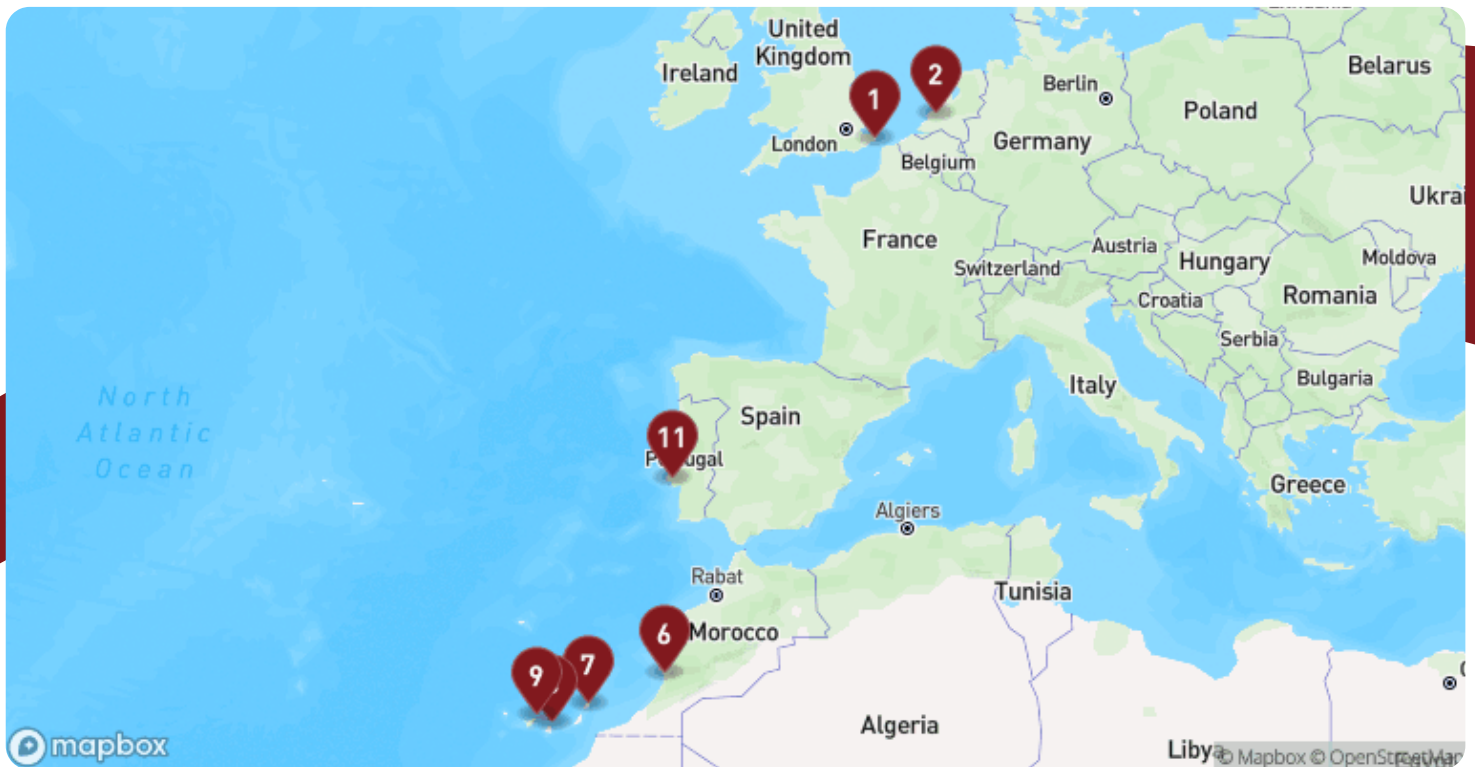 United
Kingdom
Ireland
2
1
London
Berlin
Belarus
Poland
Germany
Belgium
Ukrai
France
Austria
Switzerland
Hungary
Moldova
Croatia
Romania
Serbia
Bulgaria
Italy
North
Atlantic
Ocean
Spain
11
Portugal
Greece
Algiers
Rabat
Tunisia
6
Morocco
9
7
Algeria
Libya
mapbox
© Mapbox © OpenStreetMap